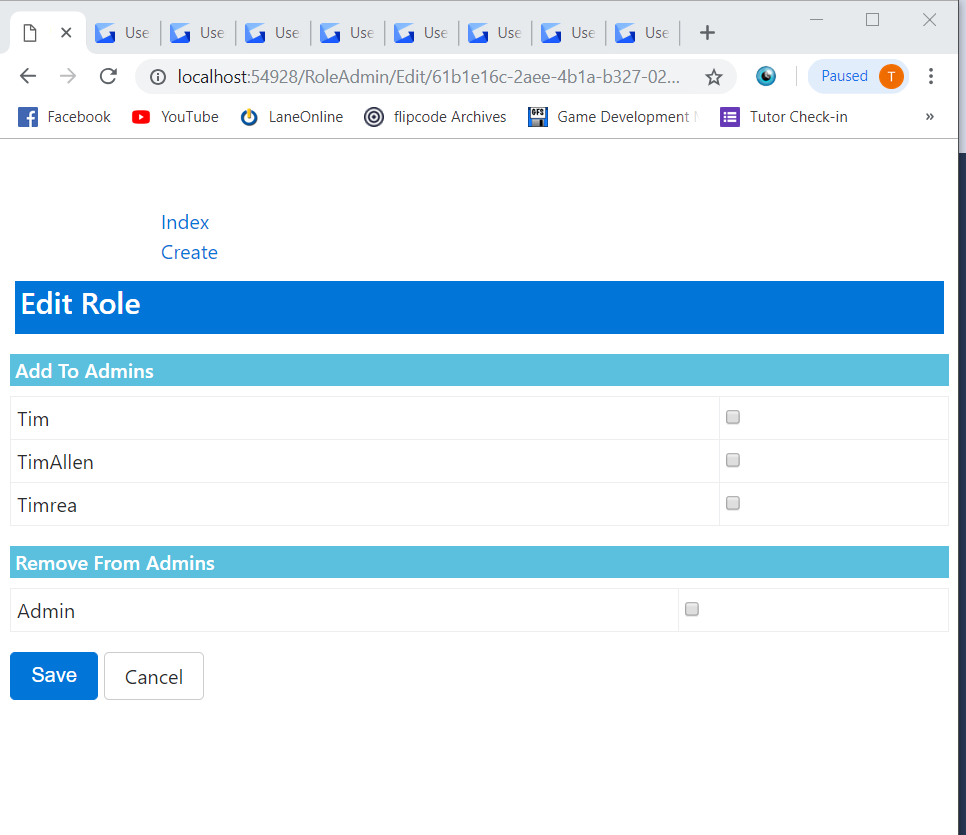 Use Use Use Use Use Use Use Use
localhost:54928/RoleAdmin/Edit/61b1e16c-2aee-4b1a-b327-02... Paused T
Facebook YouTube LaneOnline flipcode Archives GFS Game Development Tutor Check-in »
Index
Create
Edit Role
Add To Admins
Tim
TimAllen
Timrea
Remove From Admins
Admin
Save Cancel